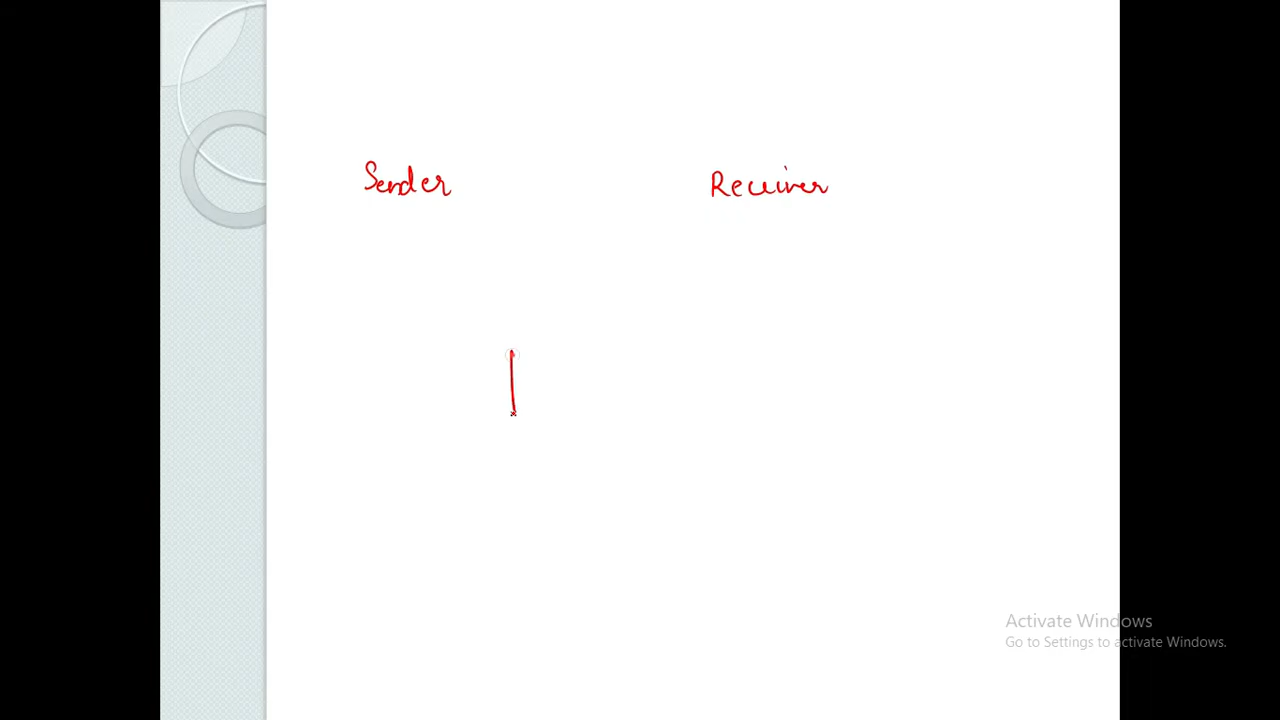 Sender Receiver
Activate Windows
Go to Settings to activate Windows.